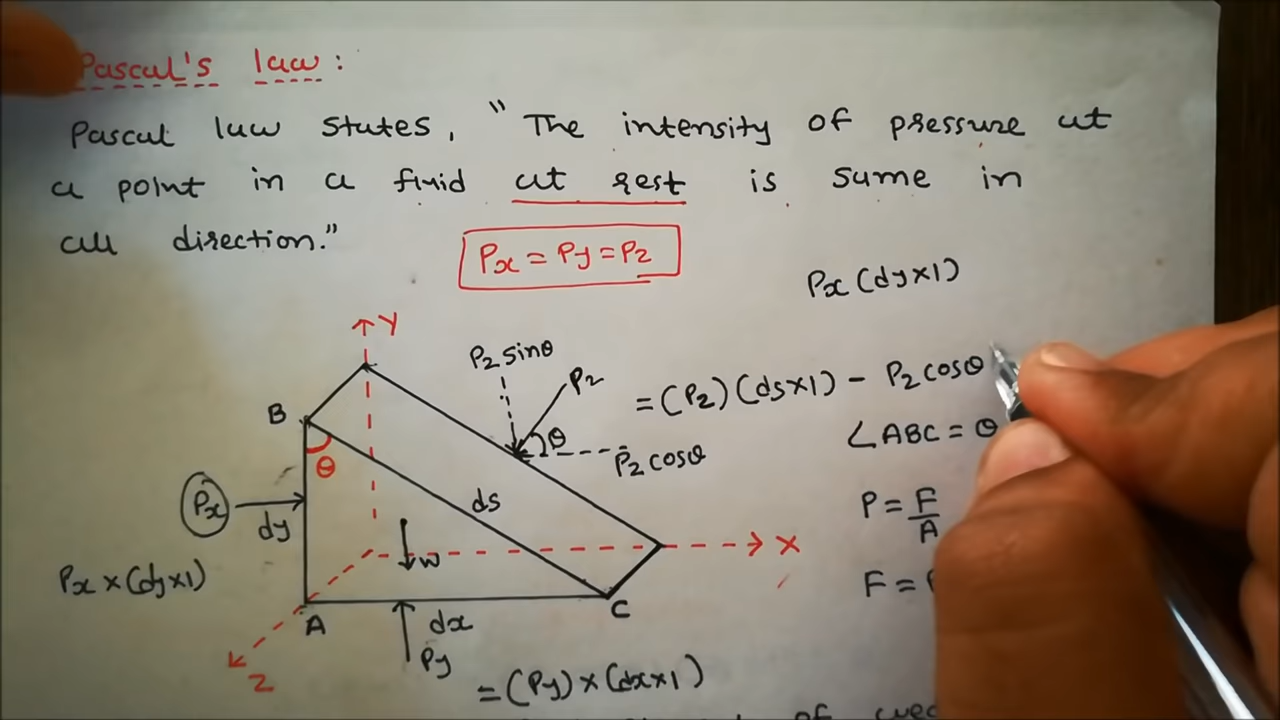 Pascal's law :
Pascal law states, "The intensity of pressure at
a point in a fluid at rest is same in
all direction."
Px = Py = Pz
Px (dy×1)
Y
Pz sinθ
Pz
= (Pz) (ds×1) – Pz cosθ
B
θ
θ
Pz cosθ
∠ABC = θ
Px
dy
ds
P = F/A
W
X
Px × (dy×1)
F =
A
dx
C
Py
Z
= (Py) × (dx×1)
of